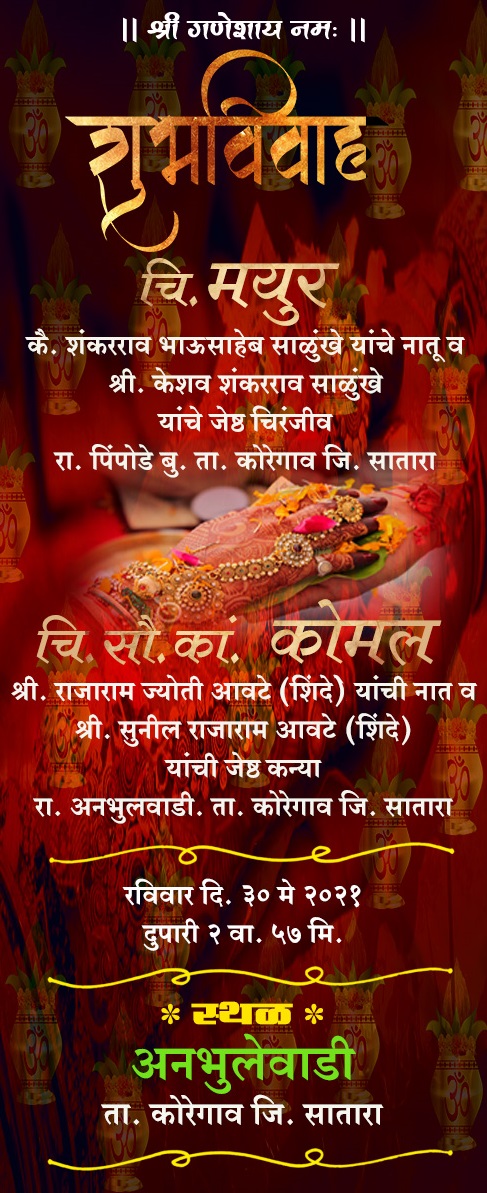 || श्री गणेशाय नमः ||
शुभविवाह
चि. मयुर
कै. शंकरराव भाऊसाहेब साळुंखे यांचे नातू व
श्री. केशव शंकरराव साळुंखे
यांचे जेष्ठ चिरंजीव
रा. पिंपोडे बु. ता. कोरेगाव जि. सातारा
चि. सौ. कां. कोमल
श्री. राजाराम ज्योती आवटे (शिंदे) यांची नात व
श्री. सुनील राजाराम आवटे (शिंदे)
यांची जेष्ठ कन्या
रा. अनभुलवाडी. ता. कोरेगाव जि. सातारा
रविवार दि. ३० मे २०२१
दुपारी २ वा. ५७ मि.
* स्थळ *
अनभुलेवाडी
ता. कोरेगाव जि. सातारा